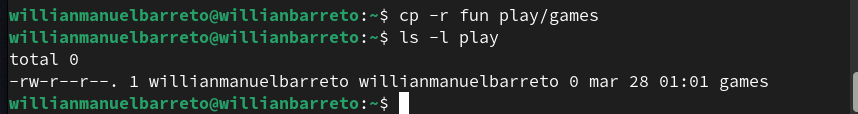 willianmanuelbarreto@willianbarreto:~$ cp -r fun play/games
willianmanuelbarreto@willianbarreto:~$ ls -l play
total 0
-rw-r--r--. 1 willianmanuelbarreto willianmanuelbarreto 0 mar 28 01:01 games
willianmanuelbarreto@willianbarreto:~$